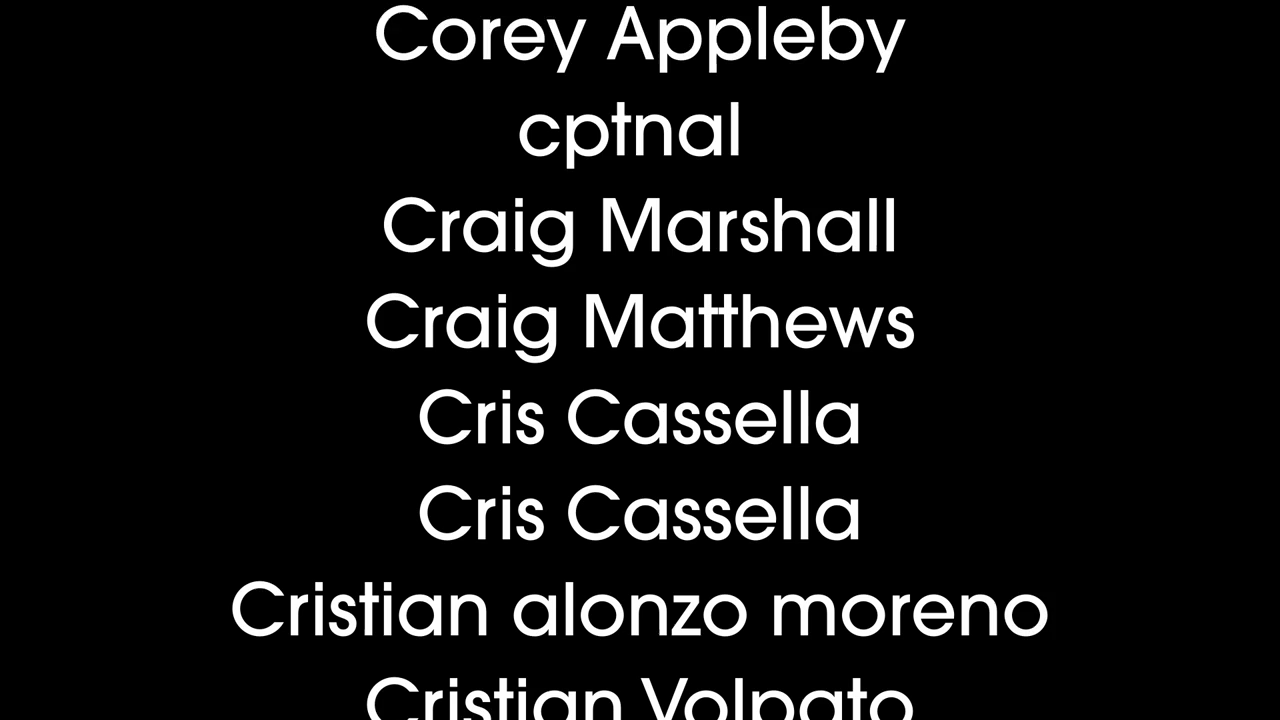 Corey Appleby
cptnal
Craig Marshall
Craig Matthews
Cris Cassella
Cris Cassella
Cristian alonzo moreno
Cristian Volpato